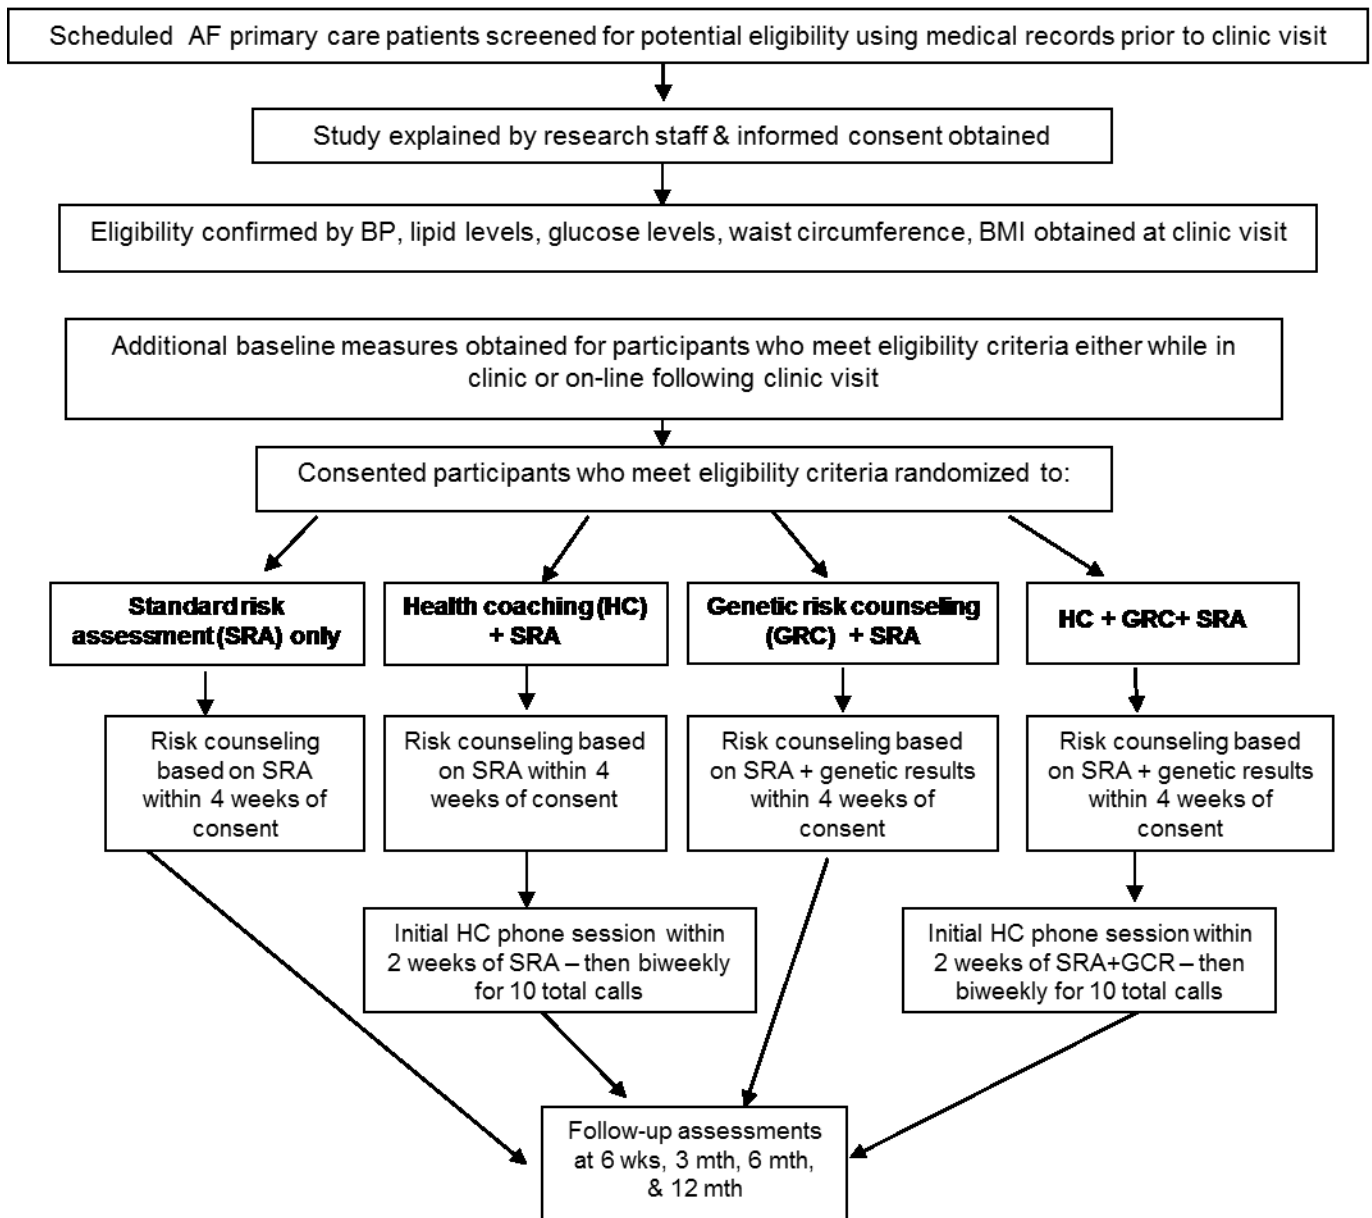 Scheduled AF primary care patients screened for potential eligibility using medical records prior to clinic visit
Study explained by research staff & informed consent obtained
Eligibility confirmed by BP, lipid levels, glucose levels, waist circumference, BMI obtained at clinic visit
Additional baseline measures obtained for participants who meet eligibility criteria either while in
clinic or on-line following clinic visit
Consented participants who meet eligibility criteria randomized to:
Standard risk
assessment (SRA) only
Health coaching (HC)
+ SRA
Genetic risk counseling
(GRC) + SRA
HC + GRC+ SRA
Risk counseling
based on SRA
within 4 weeks of
consent
Risk counseling based
on SRA within 4
weeks of consent
Risk counseling based
on SRA + genetic results
within 4 weeks of
consent
Risk counseling based
on SRA + genetic results
within 4 weeks of
consent
Initial HC phone session within
2 weeks of SRA – then biweekly
for 10 total calls
Initial HC phone session within
2 weeks of SRA+GCR – then
biweekly for 10 total calls
Follow-up assessments
at 6 wks, 3 mth, 6 mth,
& 12 mth